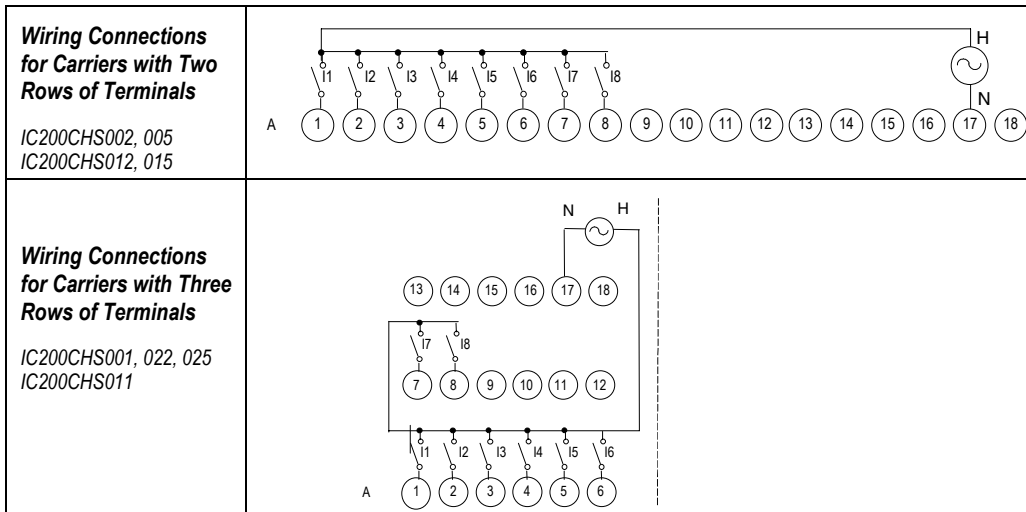 Wiring Connections
for Carriers with Two
Rows of Terminals
IC200CHS002, 005
IC200CHS012, 015
H
I1 I2 I3 I4 I5 I6 I7 I8
N
A 1 2 3 4 5 6 7 8 9 10 11 12 13 14 15 16 17 18
Wiring Connections
for Carriers with Three
Rows of Terminals
IC200CHS001, 022, 025
IC200CHS011
N H
13 14 15 16 17 18
I7 I8
7 8 9 10 11 12
I1 I2 I3 I4 I5 I6
A 1 2 3 4 5 6